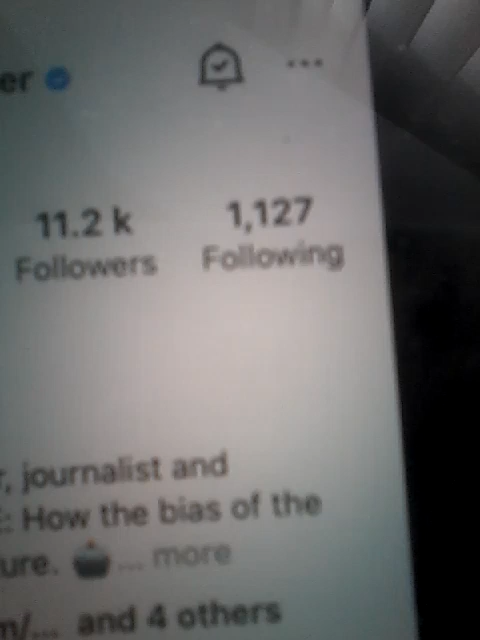 er
11.2 k 1,127
Followers Following
r, journalist and
E: How the bias of the
ure. 🧁... more
m/... and 4 others